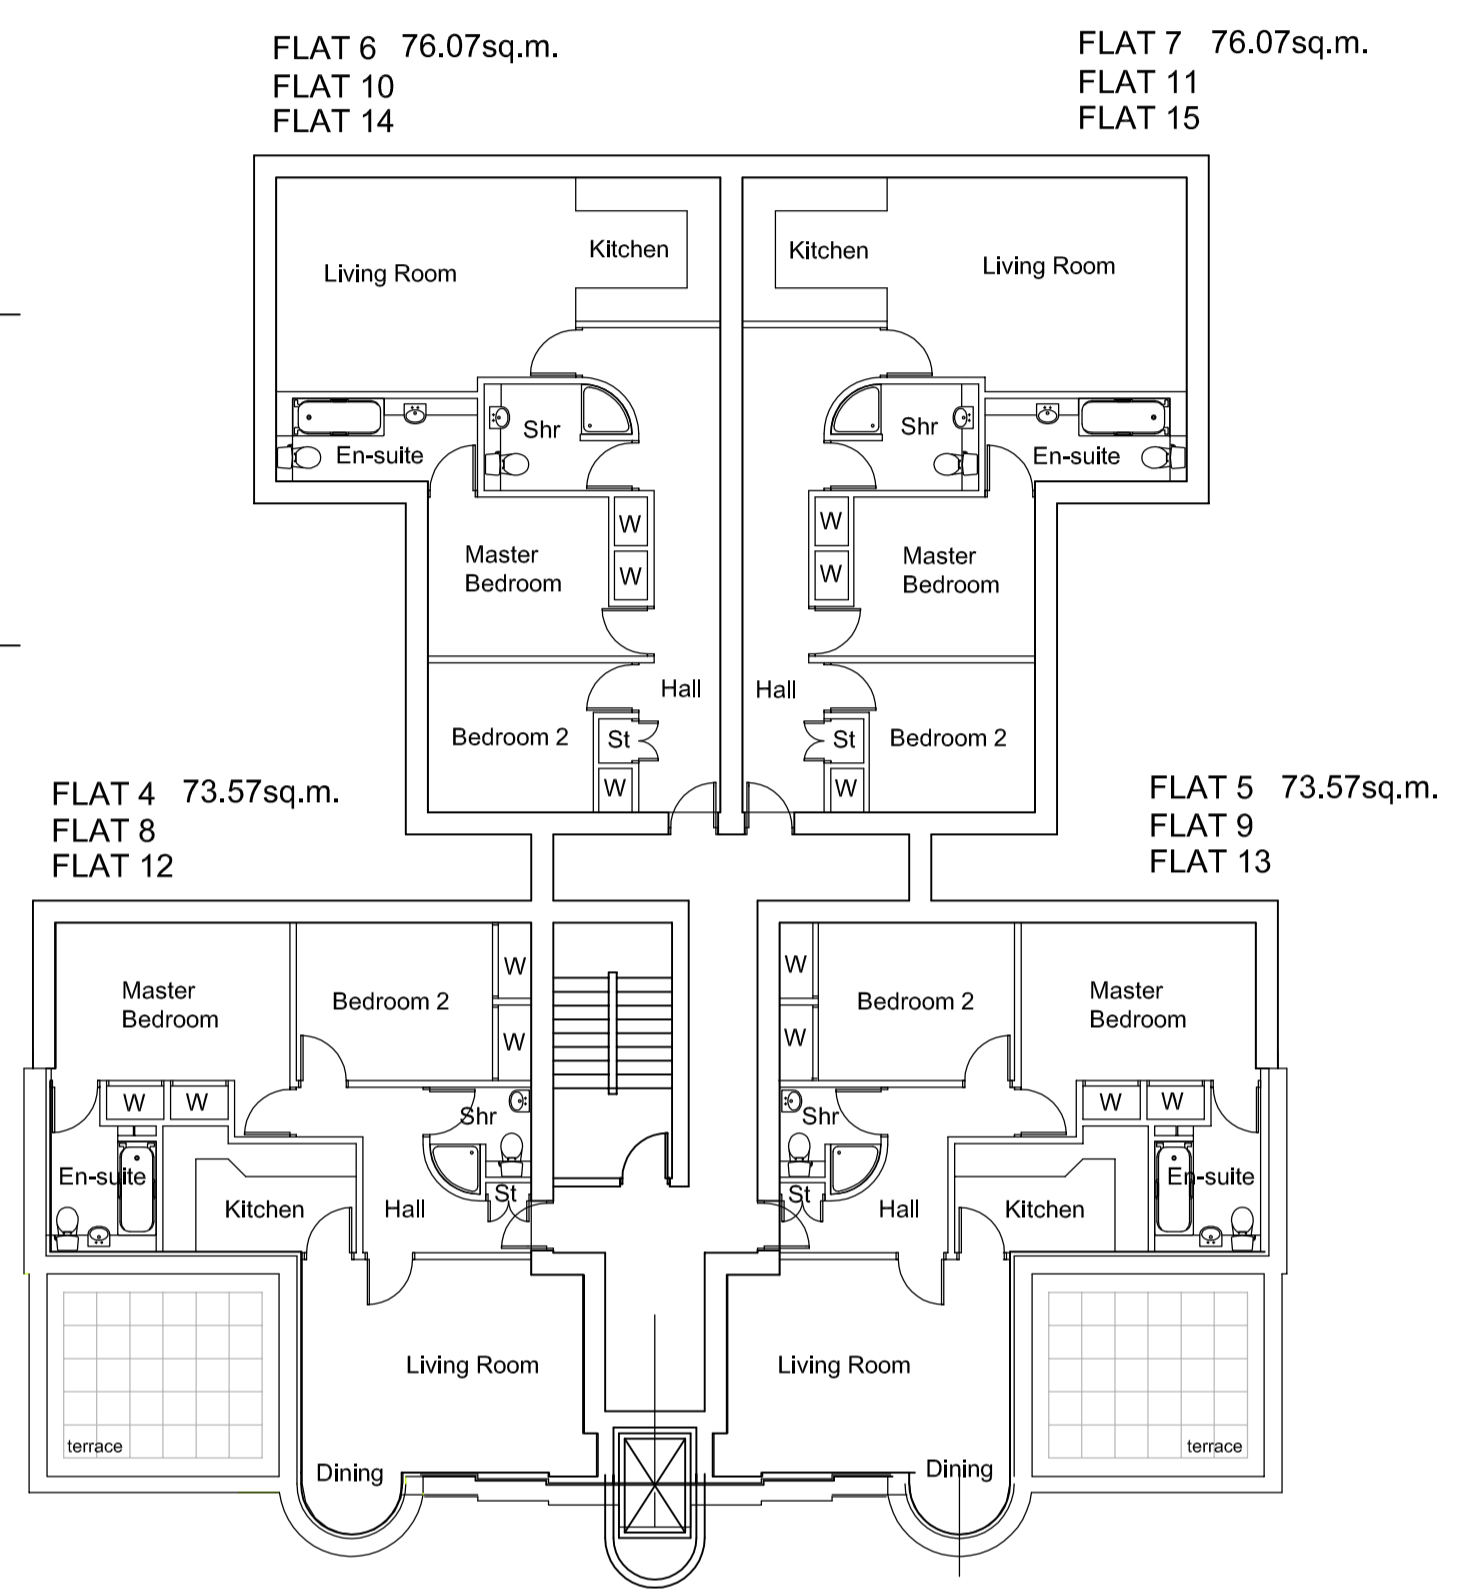 FLAT 6 76.07sq.m.
FLAT 10
FLAT 14
FLAT 7 76.07sq.m.
FLAT 11
FLAT 15
Living Room
Kitchen
Kitchen
Living Room
En-suite
Shr
Shr
En-suite
W
W
W
W
Master
Bedroom
Master
Bedroom
Hall
Hall
Bedroom 2
St
W
St
W
Bedroom 2
FLAT 4 73.57sq.m.
FLAT 8
FLAT 12
FLAT 5 73.57sq.m.
FLAT 9
FLAT 13
Master
Bedroom
Bedroom 2
W
W
W
W
Bedroom 2
Master
Bedroom
W
W
Shr
Shr
W
W
En-suite
Kitchen
Hall
St
St
Hall
Kitchen
En-suite
Living Room
Living Room
terrace
terrace
Dining
Dining